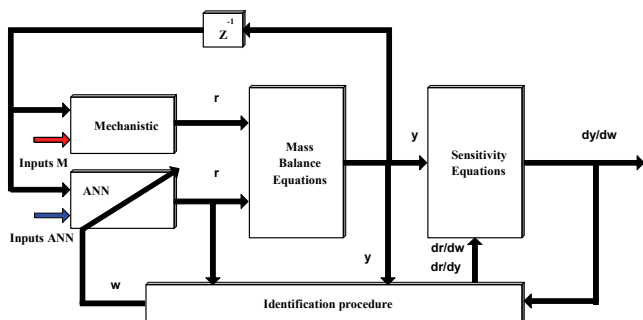 Z⁻¹
r
Mechanistic
Inputs M
Mass
Balance
Equations
y
Sensitivity
Equations
dy/dw
r
ANN
Inputs ANN
y
dr/dw
dr/dy
w
Identification procedure